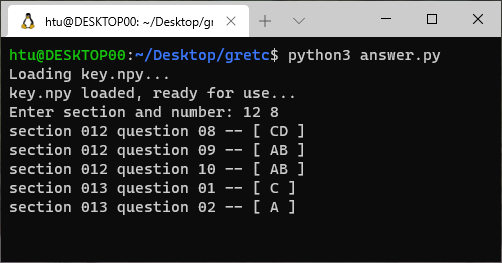 htu@DESKTOP00: ~/Desktop/gre
htu@DESKTOP00:~/Desktop/gretc$ python3 answer.py
Loading key.npy...
key.npy loaded, ready for use...
Enter section and number: 12 8
section 012 question 08 -- [ CD ]
section 012 question 09 -- [ AB ]
section 012 question 10 -- [ AB ]
section 013 question 01 -- [ C ]
section 013 question 02 -- [ A ]